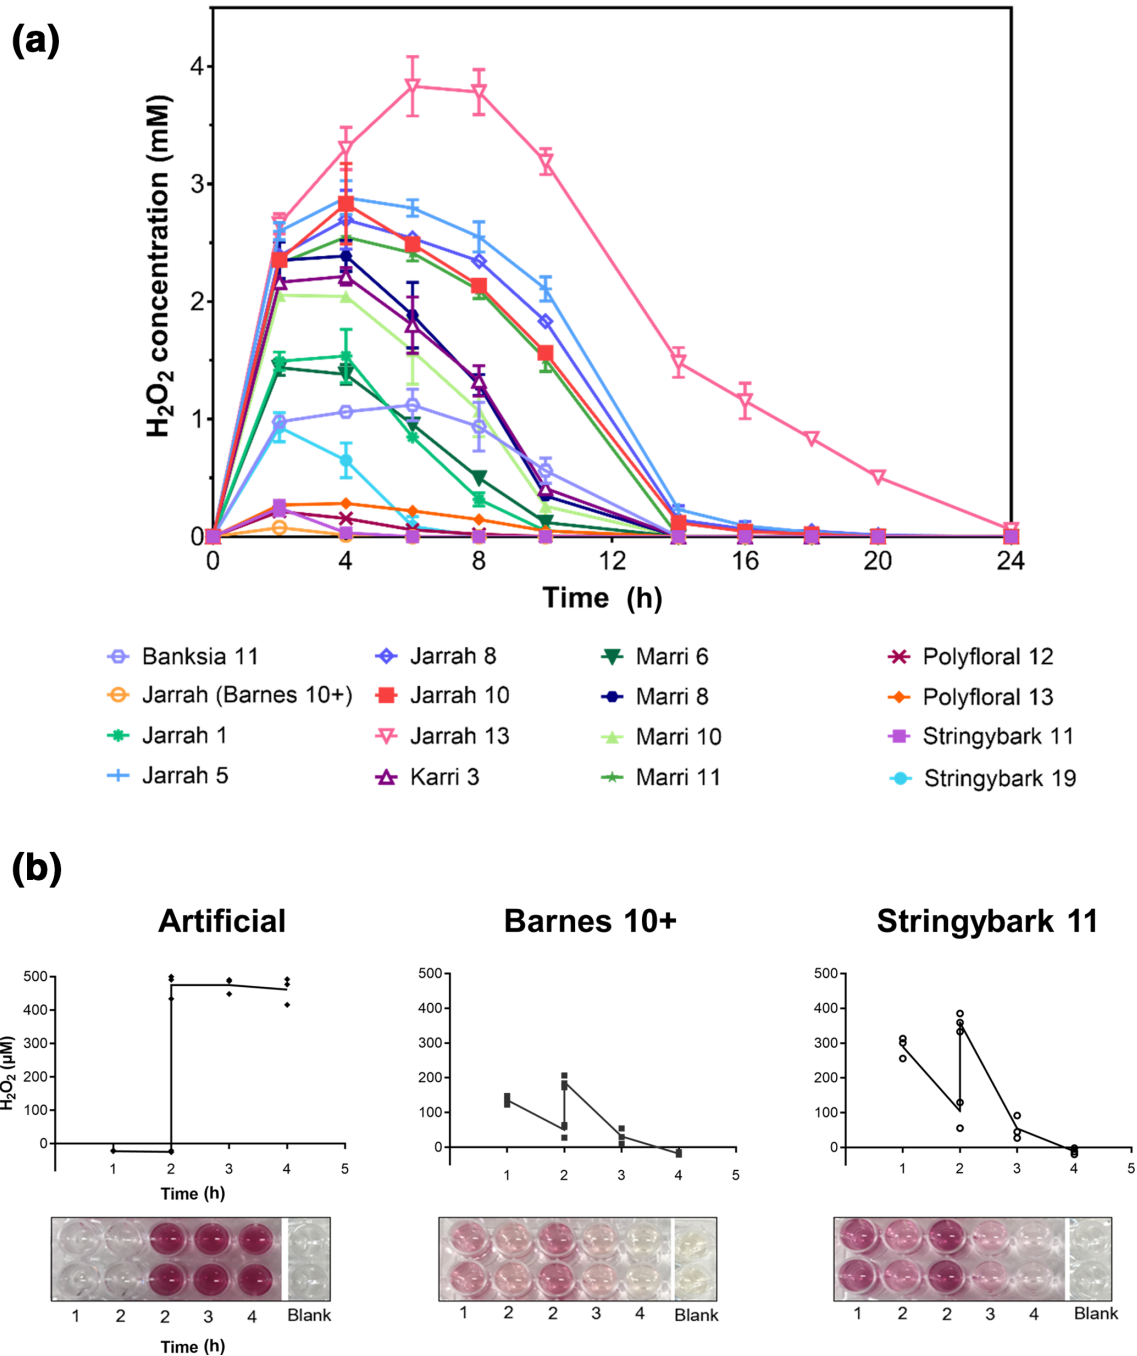 (a)
H₂O₂ concentration (mM)
4
3
2
1
0
0 4 8 12 16 20 24
Time (h)
Banksia 11 Jarrah 8 Marri 6 Polyfloral 12
Jarrah (Barnes 10+) Jarrah 10 Marri 8 Polyfloral 13
Jarrah 1 Jarrah 13 Marri 10 Stringybark 11
Jarrah 5 Karri 3 Marri 11 Stringybark 19
(b)
Artificial
H₂O₂ (µM)
500
400
300
200
100
0
1 2 3 4 5
Time (h)
1 2 2 3 4 Blank
Time (h)
Barnes 10+
500
400
300
200
100
0
1 2 3 4 5
1 2 2 3 4 Blank
Stringybark 11
500
400
300
200
100
0
1 2 3 4 5
1 2 2 3 4 Blank